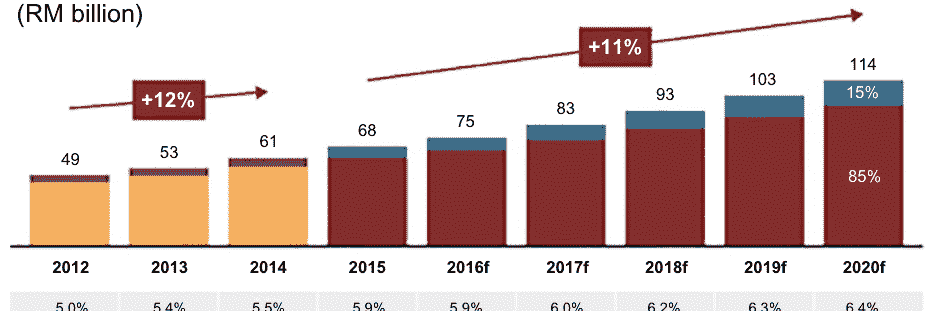 (RM billion)
+11%
+12%
49 53 61 68 75 83 93 103 114
15%
85%
2012 2013 2014 2015 2016f 2017f 2018f 2019f 2020f
5.0% 5.4% 5.5% 5.9% 5.9% 6.0% 6.2% 6.3% 6.4%